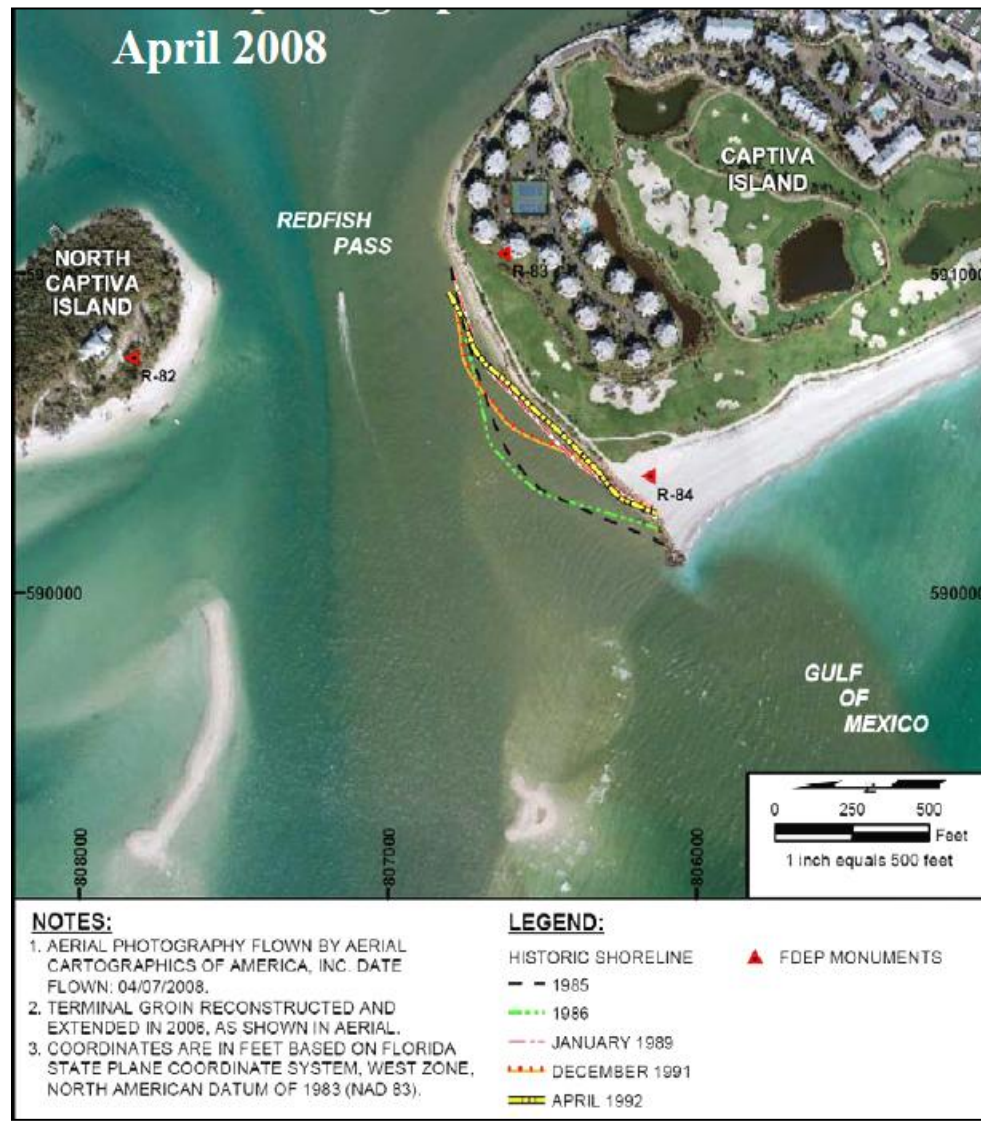 April 2008
REDFISH
PASS
CAPTIVA
ISLAND
NORTH
CAPTIVA
ISLAND
R-83
591000
R-82
R-84
590000
590000
GULF
OF
MEXICO
808000
807000
806000
0 250 500
Feet
1 inch equals 500 feet
NOTES:
1. AERIAL PHOTOGRAPHY FLOWN BY AERIAL
CARTOGRAPHICS OF AMERICA, INC. DATE
FLOWN: 04/07/2008.
2. TERMINAL GROIN RECONSTRUCTED AND
EXTENDED IN 2006, AS SHOWN IN AERIAL.
3. COORDINATES ARE IN FEET BASED ON FLORIDA
STATE PLANE COORDINATE SYSTEM, WEST ZONE,
NORTH AMERICAN DATUM OF 1983 (NAD 83).
LEGEND:
HISTORIC SHORELINE
1985
1986
JANUARY 1989
DECEMBER 1991
APRIL 1992
FDEP MONUMENTS